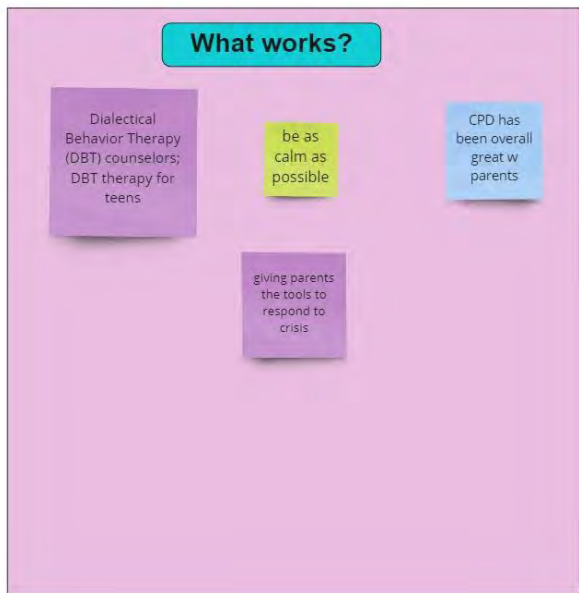 What works?
Dialectical
Behavior Therapy
(DBT) counselors;
DBT therapy for
teens
be as
calm as
possible
CPD has
been overall
great w
parents
giving parents
the tools to
respond to
crisis